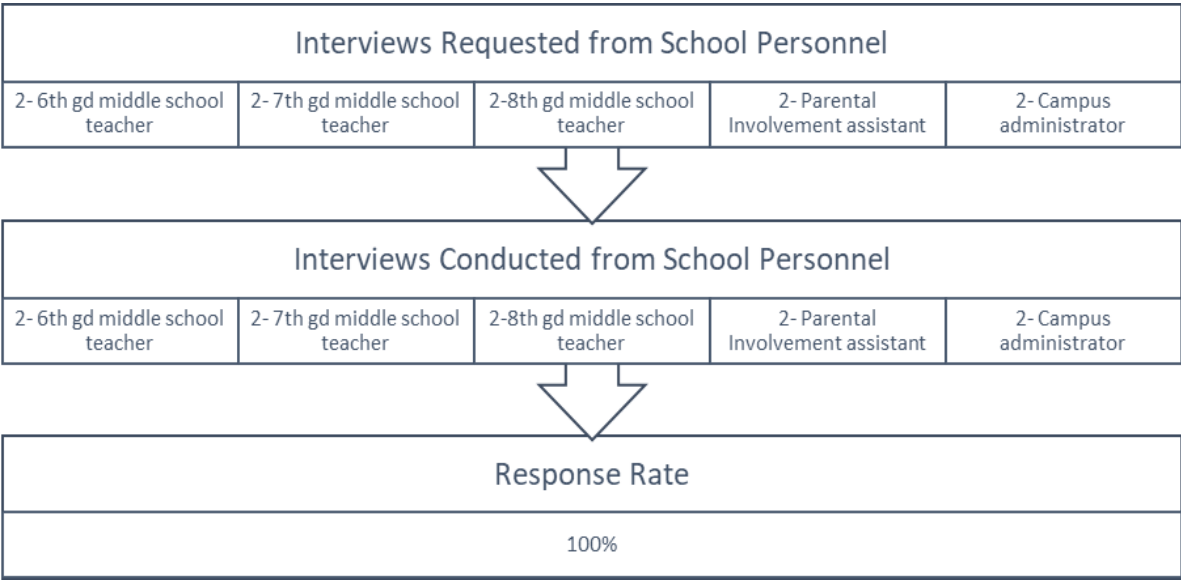 Interviews Requested from School Personnel
2- 6th gd middle school
teacher
2- 7th gd middle school
teacher
2-8th gd middle school
teacher
2- Parental
Involvement assistant
2- Campus
administrator
Interviews Conducted from School Personnel
2- 6th gd middle school
teacher
2- 7th gd middle school
teacher
2-8th gd middle school
teacher
2- Parental
Involvement assistant
2- Campus
administrator
Response Rate
100%